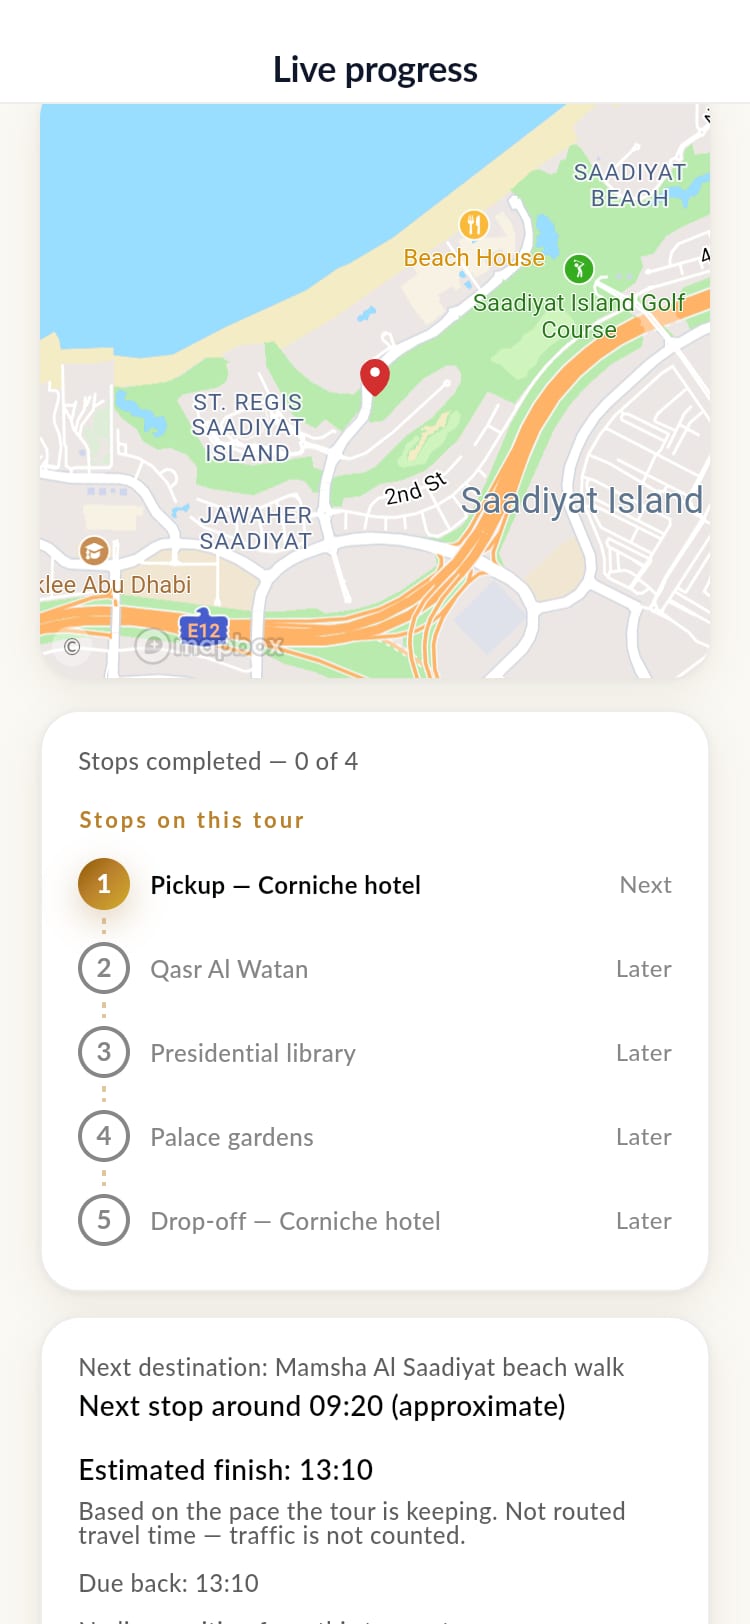 Live progress
SAADIYAT
BEACH
Beach House
Saadiyat Island Golf
Course
ST. REGIS
SAADIYAT
ISLAND
2nd St
Saadiyat Island
JAWAHER
SAADIYAT
klee Abu Dhabi
E12
© mapbox
Stops completed — 0 of 4
Stops on this tour
1 Pickup — Corniche hotel Next
2 Qasr Al Watan Later
3 Presidential library Later
4 Palace gardens Later
5 Drop-off — Corniche hotel Later
Next destination: Mamsha Al Saadiyat beach walk
Next stop around 09:20 (approximate)
Estimated finish: 13:10
Based on the pace the tour is keeping. Not routed
travel time — traffic is not counted.
Due back: 13:10